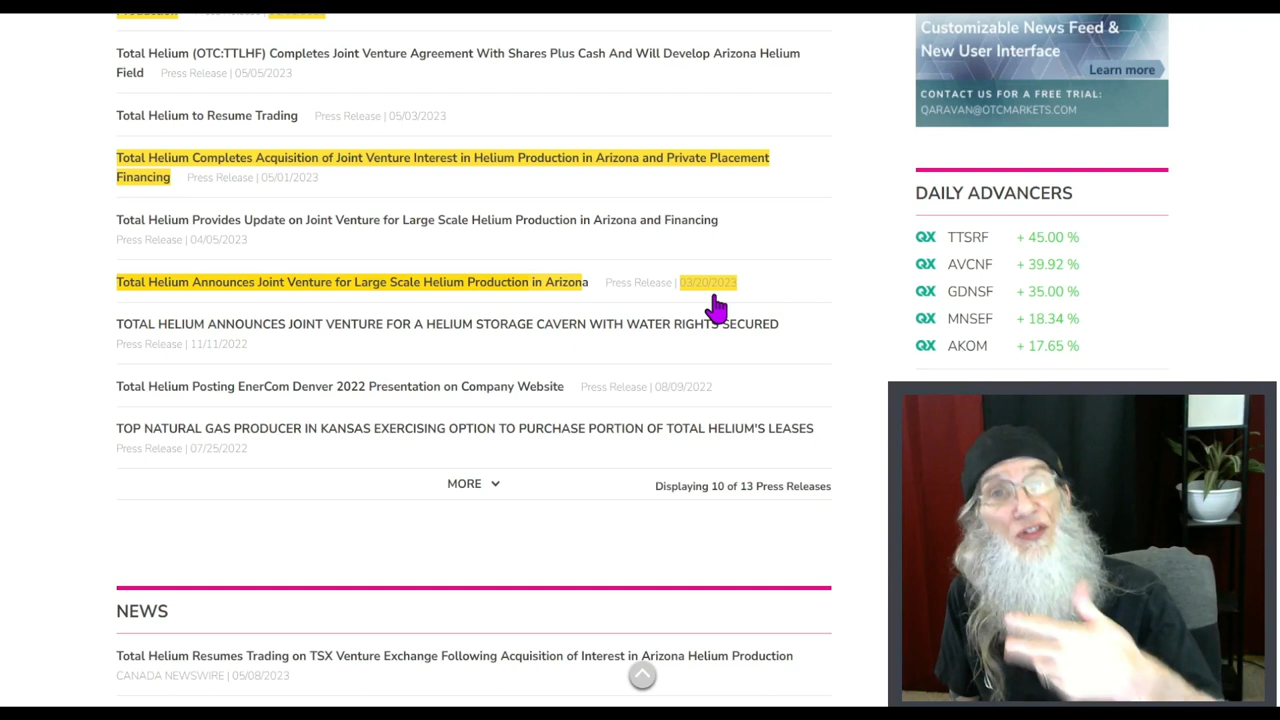 Total Helium (OTC:TTLHF) Completes Joint Venture Agreement With Shares Plus Cash And Will Develop Arizona Helium
Field Press Release | 05/05/2023
Total Helium to Resume Trading Press Release | 05/03/2023
Total Helium Completes Acquisition of Joint Venture Interest in Helium Production in Arizona and Private Placement
Financing Press Release | 05/01/2023
Total Helium Provides Update on Joint Venture for Large Scale Helium Production in Arizona and Financing
Press Release | 04/05/2023
Total Helium Announces Joint Venture for Large Scale Helium Production in Arizona Press Release | 03/20/2023
TOTAL HELIUM ANNOUNCES JOINT VENTURE FOR A HELIUM STORAGE CAVERN WITH WATER RIGHTS SECURED
Press Release | 11/11/2022
Total Helium Posting EnerCom Denver 2022 Presentation on Company Website Press Release | 08/09/2022
TOP NATURAL GAS PRODUCER IN KANSAS EXERCISING OPTION TO PURCHASE PORTION OF TOTAL HELIUM'S LEASES
Press Release | 07/25/2022
MORE
Displaying 10 of 13 Press Releases
NEWS
Total Helium Resumes Trading on TSX Venture Exchange Following Acquisition of Interest in Arizona Helium Production
CANADA NEWSWIRE | 05/08/2023
Customizable News Feed &
New User Interface
Learn more
CONTACT US FOR A FREE TRIAL:
QARAVAN@OTCMARKETS.COM
DAILY ADVANCERS
QX TTSRF + 45.00 %
QX AVCNF + 39.92 %
QX GDNSF + 35.00 %
QX MNSEF + 18.34 %
QX AKOM + 17.65 %